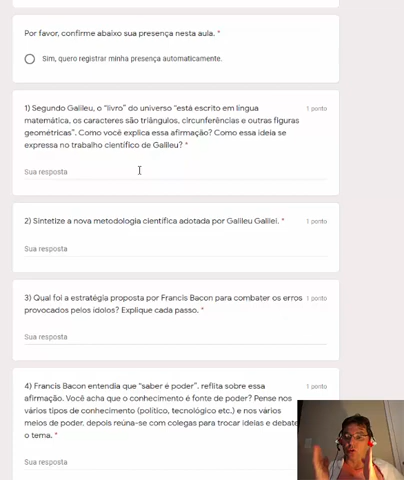 Por favor, confirme abaixo sua presença nesta aula. *
Sim, quero registrar minha presença automaticamente.
1) Segundo Galileu, o "livro" do universo "está escrito em língua
1 ponto
matemática, os caracteres são triângulos, circunferências e outras figuras
geométricas". Como você explica essa afirmação? Como essa ideia se
expressa no trabalho científico de Galileu? *
Sua resposta
2) Sintetize a nova metodologia científica adotada por Galileu Galilei. *
1 ponto
Sua resposta
3) Qual foi a estratégia proposta por Francis Bacon para combater os erros
1 ponto
provocados pelos ídolos? Explique cada passo. *
Sua resposta
4) Francis Bacon entendia que "saber é poder". reflita sobre essa
1 ponto
afirmação. Você acha que o conhecimento é fonte de poder? Pense nos
vários tipos de conhecimento (político, tecnológico etc.) e nos vários
meios de poder. depois reúna-se com colegas para trocar ideias e debate
o tema. *
Sua resposta